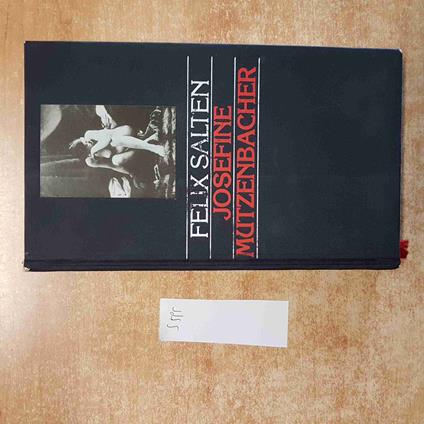 FELIX SALTEN
JOSEFINE
MUTZENBACHER